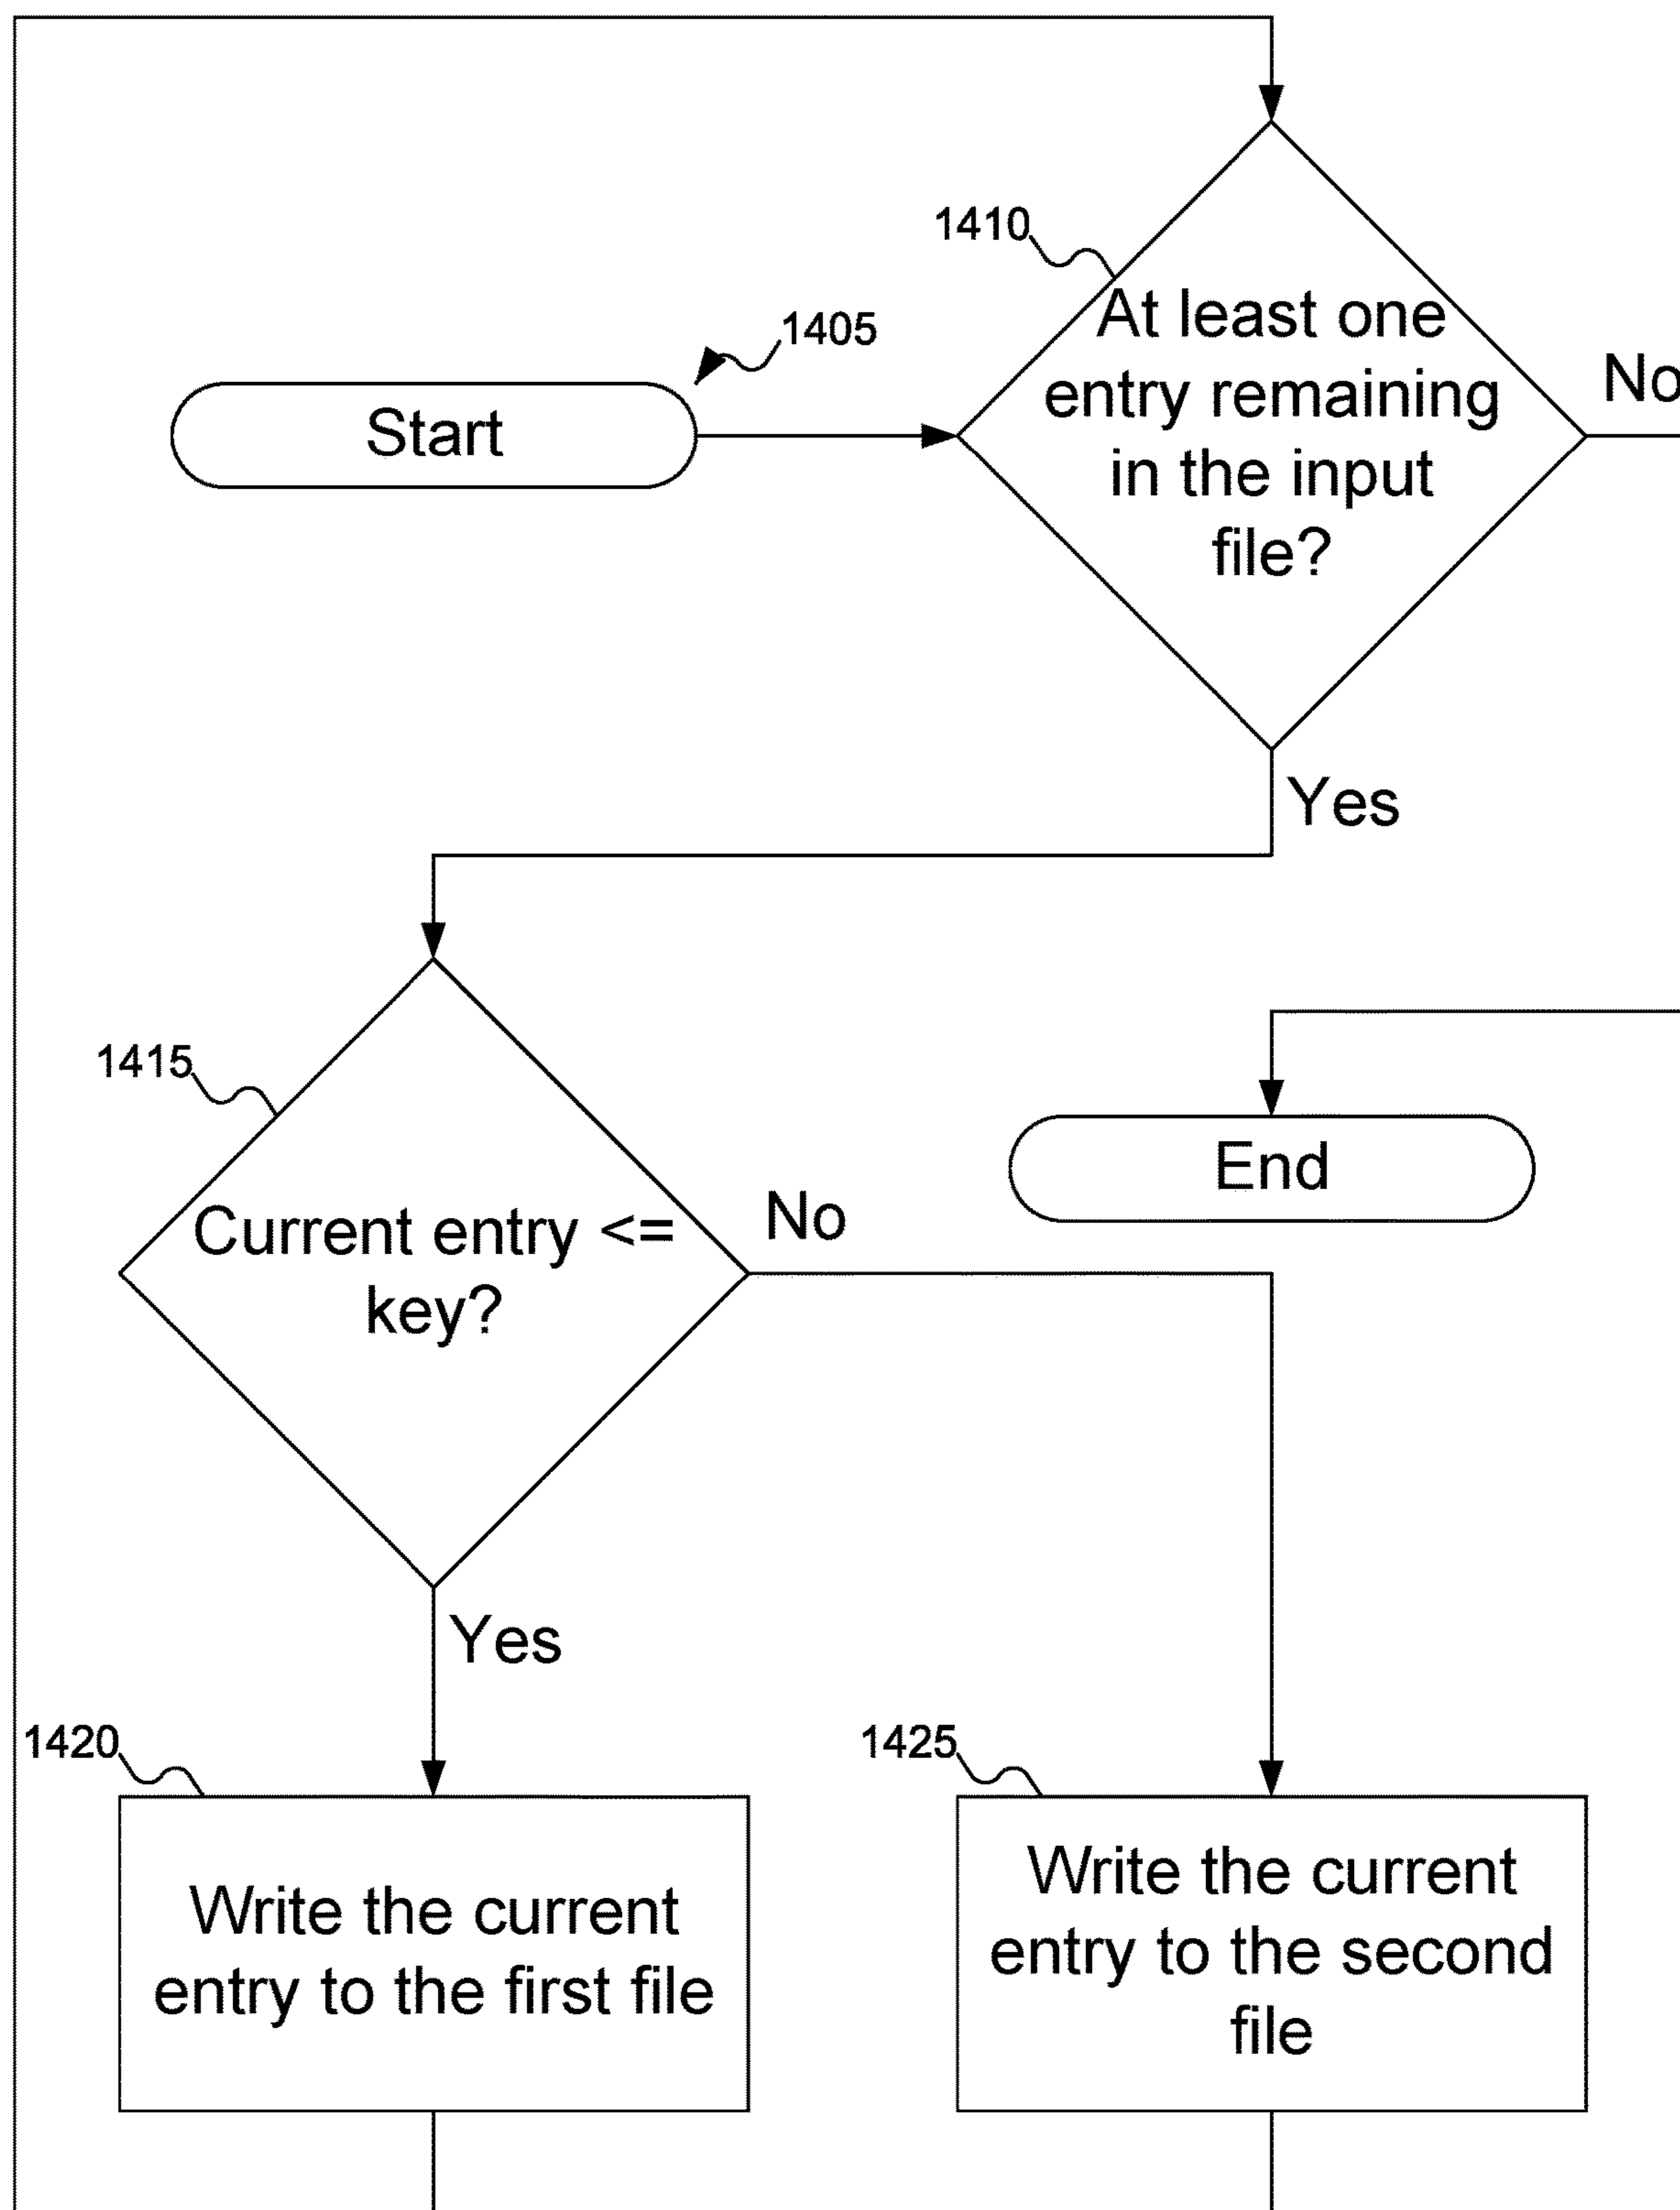 1410
At least one
entry remaining
in the input
file?
No
1405
Start
Yes
1415
Current entry <=
key?
No
End
Yes
1420
Write the current
entry to the first file
1425
Write the current
entry to the second
file